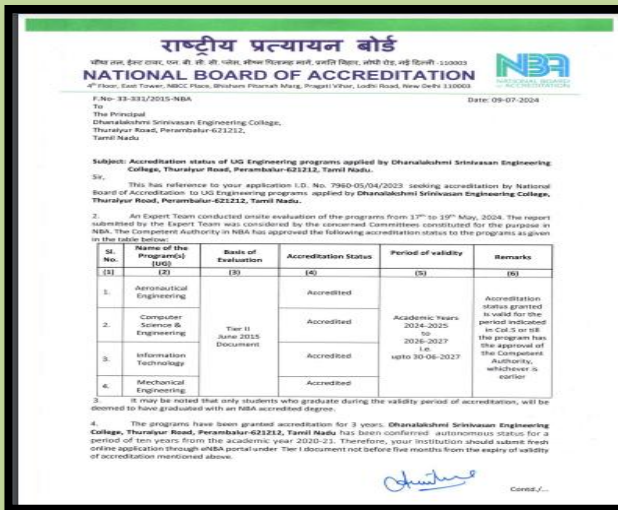 राष्ट्रीय प्रत्यायन बोर्ड
चौथा तल, ईस्ट टावर, एन. बी. सी. सी. प्लेस, भीष्म पितामह मार्ग, प्रगति विहार, लोधी रोड, नई दिल्ली -110003
NATIONAL BOARD OF ACCREDITATION
4th Floor, East Tower, NBCC Place, Bhisham Pitamah Marg, Pragati Vihar, Lodhi Road, New Delhi 110003
NBA
NATIONAL BOARD
of ACCREDITATION
F.No- 33-331/2015-NBA
Date: 09-07-2024
To
The Principal
Dhanalakshmi Srinivasan Engineering College,
Thuraiyur Road, Perambalur-621212,
Tamil Nadu
Subject: Accreditation status of UG Engineering programs applied by Dhanalakshmi Srinivasan Engineering
College, Thuraiyur Road, Perambalur-621212, Tamil Nadu.
Sir,
This has reference to your application I.D. No. 7960-05/04/2023 seeking accreditation by National
Board of Accreditation to UG Engineering programs applied by Dhanalakshmi Srinivasan Engineering College,
Thuraiyur Road, Perambalur-621212, Tamil Nadu.
2. An Expert Team conducted onsite evaluation of the programs from 17th to 19th May, 2024. The report
submitted by the Expert Team was considered by the concerned Committees constituted for the purpose in
NBA. The Competent Authority in NBA has approved the following accreditation status to the programs as given
in the table below:
Sl. No. Name of the Program(s) (UG) Basis of Evaluation Accreditation Status Period of validity Remarks
(1) (2) (3) (4) (5) (6)
1. Aeronautical Engineering Accredited
2. Computer Science & Engineering Accredited
3. Information Technology Accredited
4. Mechanical Engineering Accredited
Tier II
June 2015
Document
Academic Years
2024-2025
to
2026-2027
i.e.
upto 30-06-2027
Accreditation
status granted
is valid for the
period indicated
in Col.5 or till
the program has
the approval of
the Competent
Authority,
whichever is
earlier
3. It may be noted that only students who graduate during the validity period of accreditation, will be
deemed to have graduated with an NBA accredited degree.
4. The programs have been granted accreditation for 3 years. Dhanalakshmi Srinivasan Engineering
College, Thuraiyur Road, Perambalur-621212, Tamil Nadu has been conferred autonomous status for a
period of ten years from the academic year 2020-21. Therefore, your institution should submit fresh
online application through eNBA portal under Tier I document not before five months from the expiry of validity
of accreditation mentioned above.
Contd./...